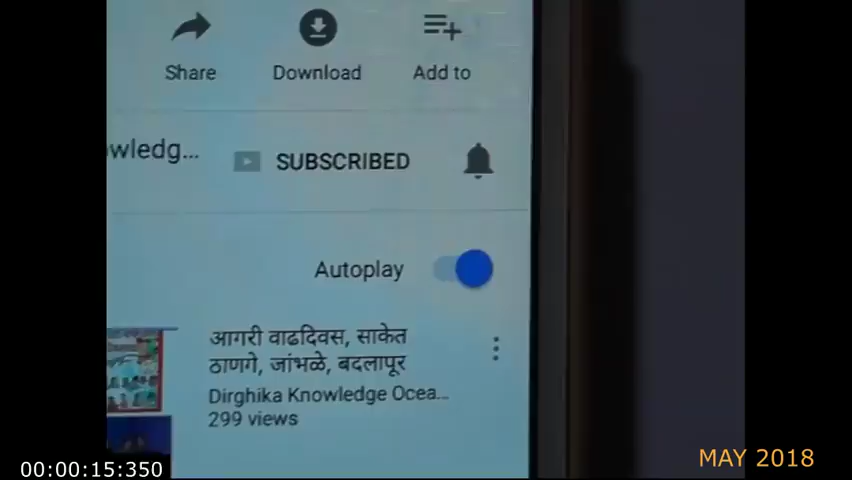 Share Download Add to
wledg... SUBSCRIBED
Autoplay
आगरी वाढदिवस, साकेत
ठाणगे, जांभळे, बदलापूर
Dirghika Knowledge Ocea...
299 views
00:00:15:350 MAY 2018